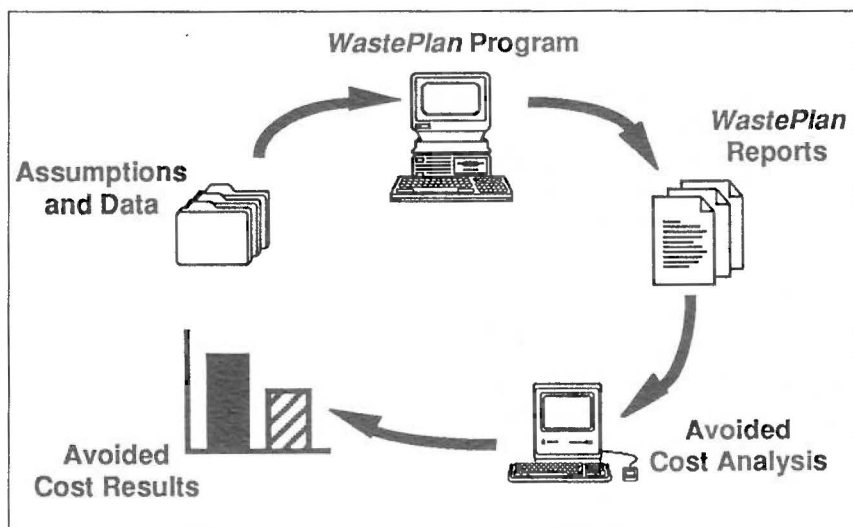 WastePlan Program
WastePlan
Reports
Assumptions
and Data
Avoided
Cost Analysis
Avoided
Cost Results